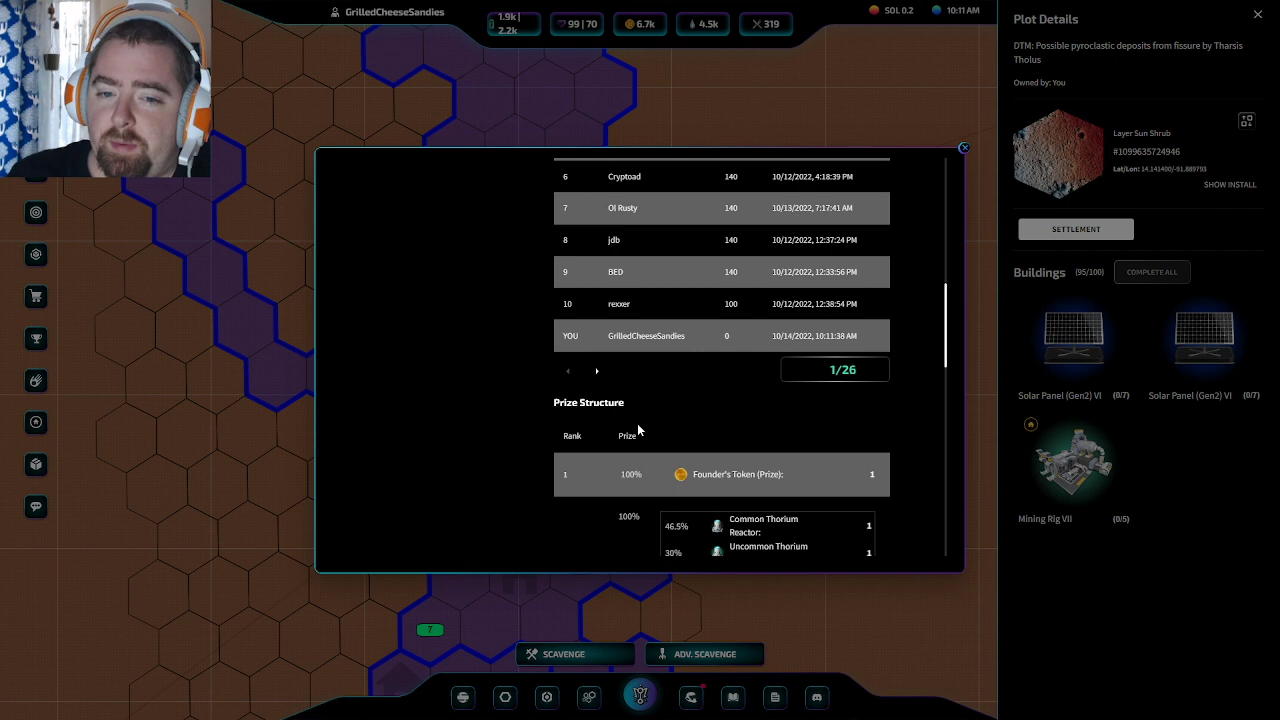 GrilledCheeseSandies
1.9k |
2.2k
99 | 70
6.7k
4.5k
319
SOL 0.2
10:11 AM
Plot Details
DTM: Possible pyroclastic deposits from fissure by Tharsis
Tholus
Owned by: You
Layer Sun Shrub
#1099635724946
Lat/Lon: 14.141400/-91.889793
SHOW INSTALL
SETTLEMENT
Buildings (95/100) COMPLETE ALL
Solar Panel (Gen2) VI (0/7)
Solar Panel (Gen2) VI (0/7)
Mining Rig VII (0/5)
6 Cryptoad 140 10/12/2022, 4:18:39 PM
7 Ol Rusty 140 10/13/2022, 7:17:41 AM
8 jdb 140 10/12/2022, 12:37:24 PM
9 BED 140 10/12/2022, 12:33:56 PM
10 rexxer 100 10/12/2022, 12:38:54 PM
YOU GrilledCheeseSandies 0 10/14/2022, 10:11:38 AM
1/26
Prize Structure
Rank Prize
1 100% Founder's Token (Prize): 1
100%
46.5% Common Thorium
Reactor: 1
30% Uncommon Thorium 1
7
SCAVENGE
ADV. SCAVENGE